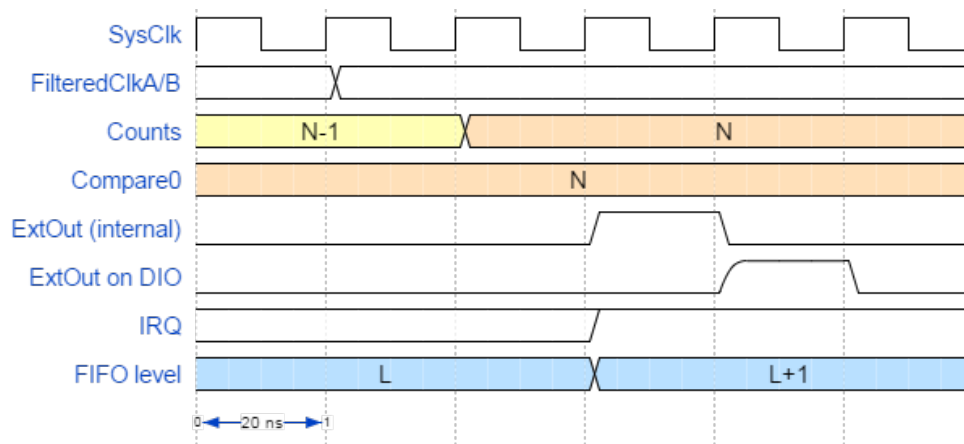 SysClk
FilteredClkA/B
Counts N-1 N
Compare0 N
ExtOut (internal)
ExtOut on DIO
IRQ
FIFO level L L+1
0 20 ns 1